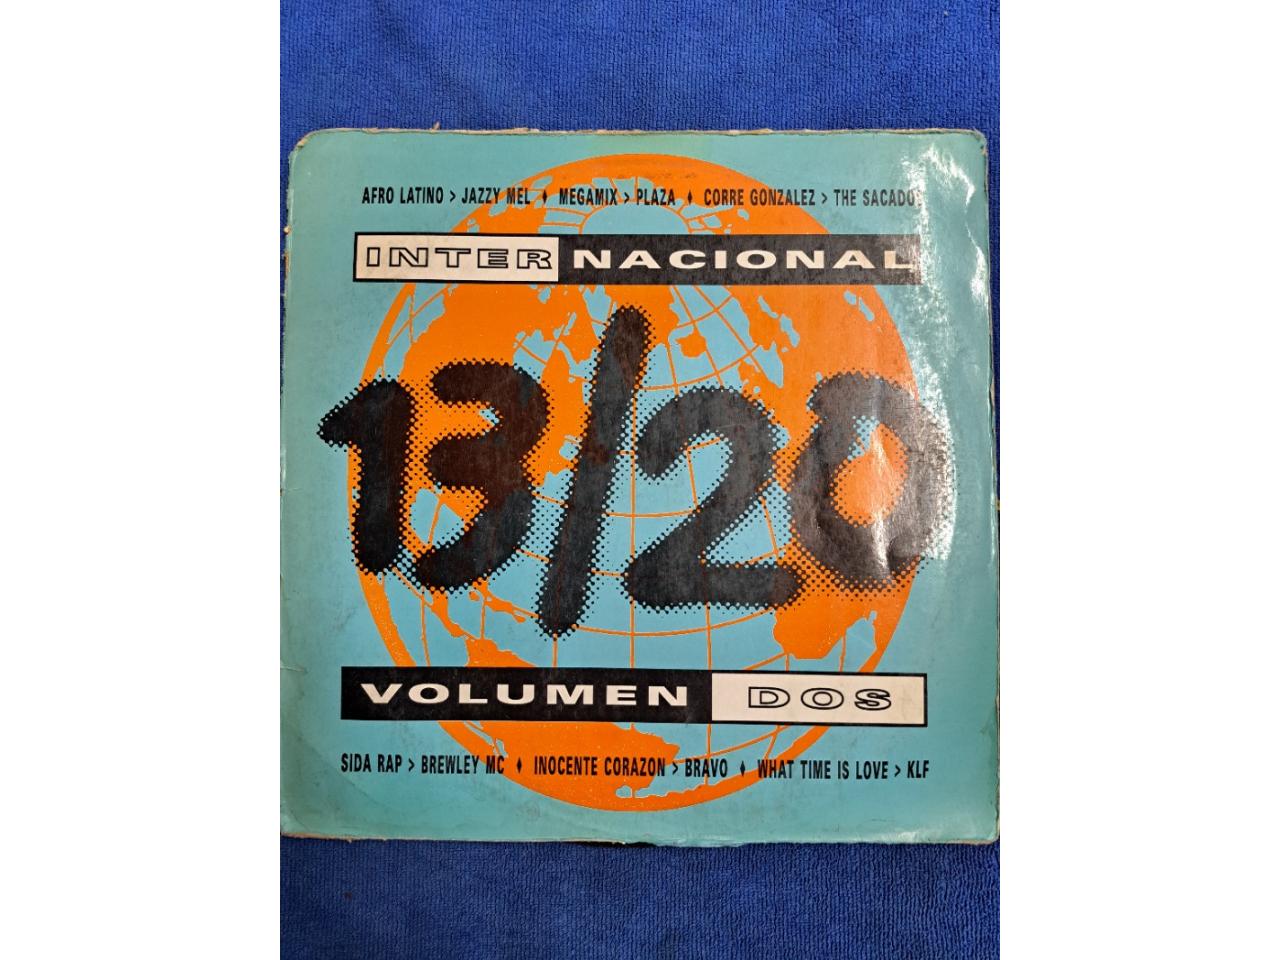 AFRO LATINO > JAZZY MEL ♦ MEGAMIX > PLAZA ♦ CORRE GONZALEZ > THE SACADOS
INTER NACIONAL
13/20
VOLUMEN DOS
SIDA RAP > BREWLEY MC ♦ INOCENTE CORAZON > BRAVO ♦ WHAT TIME IS LOVE > KLF